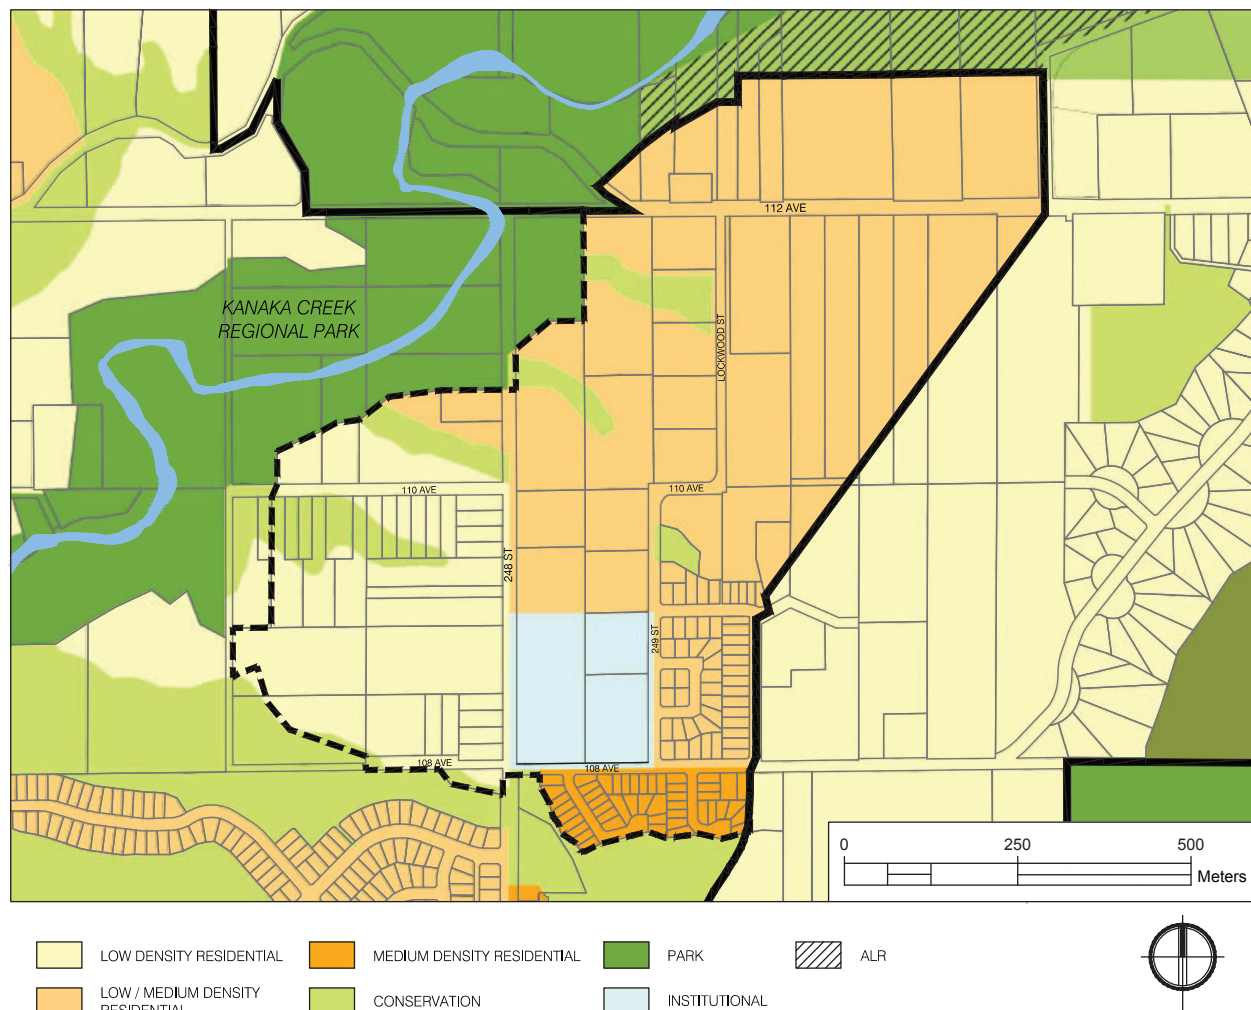 112 AVE
KANAKA CREEK
REGIONAL PARK
LOCKWOOD ST
110 AVE
110 AVE
248 ST
249 ST
108 AVE
108 AVE
0 250 500
Meters
LOW DENSITY RESIDENTIAL
MEDIUM DENSITY RESIDENTIAL
PARK
ALR
LOW / MEDIUM DENSITY
RESIDENTIAL
CONSERVATION
INSTITUTIONAL